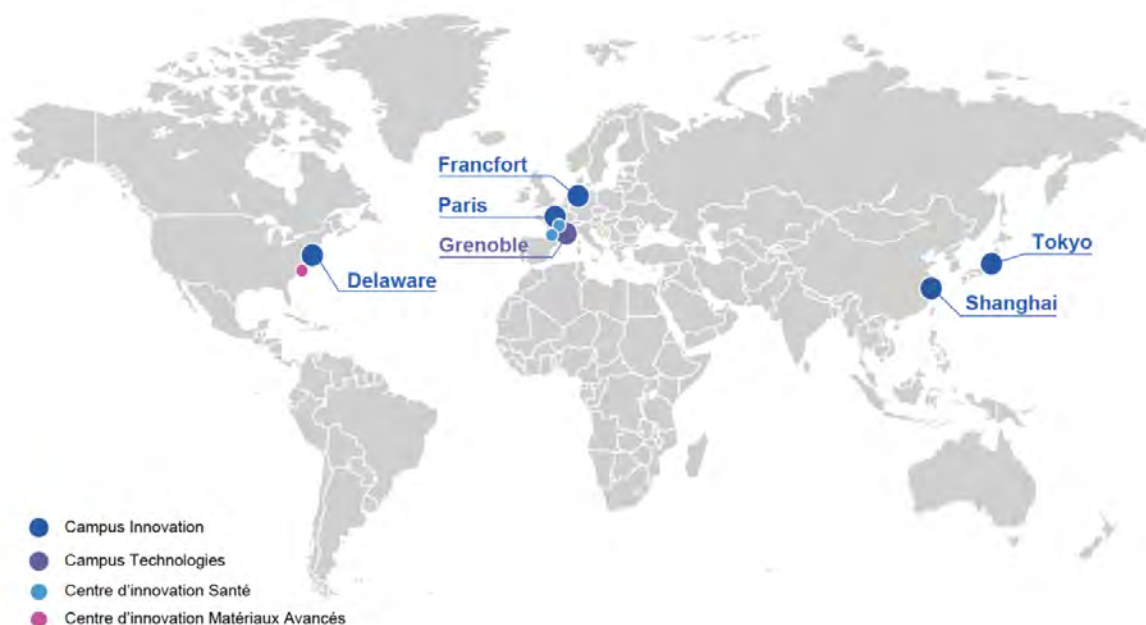 Francfort
Paris
Grenoble
Delaware
Tokyo
Shanghai
Campus Innovation
Campus Technologies
Centre d'innovation Santé
Centre d'innovation Matériaux Avancés